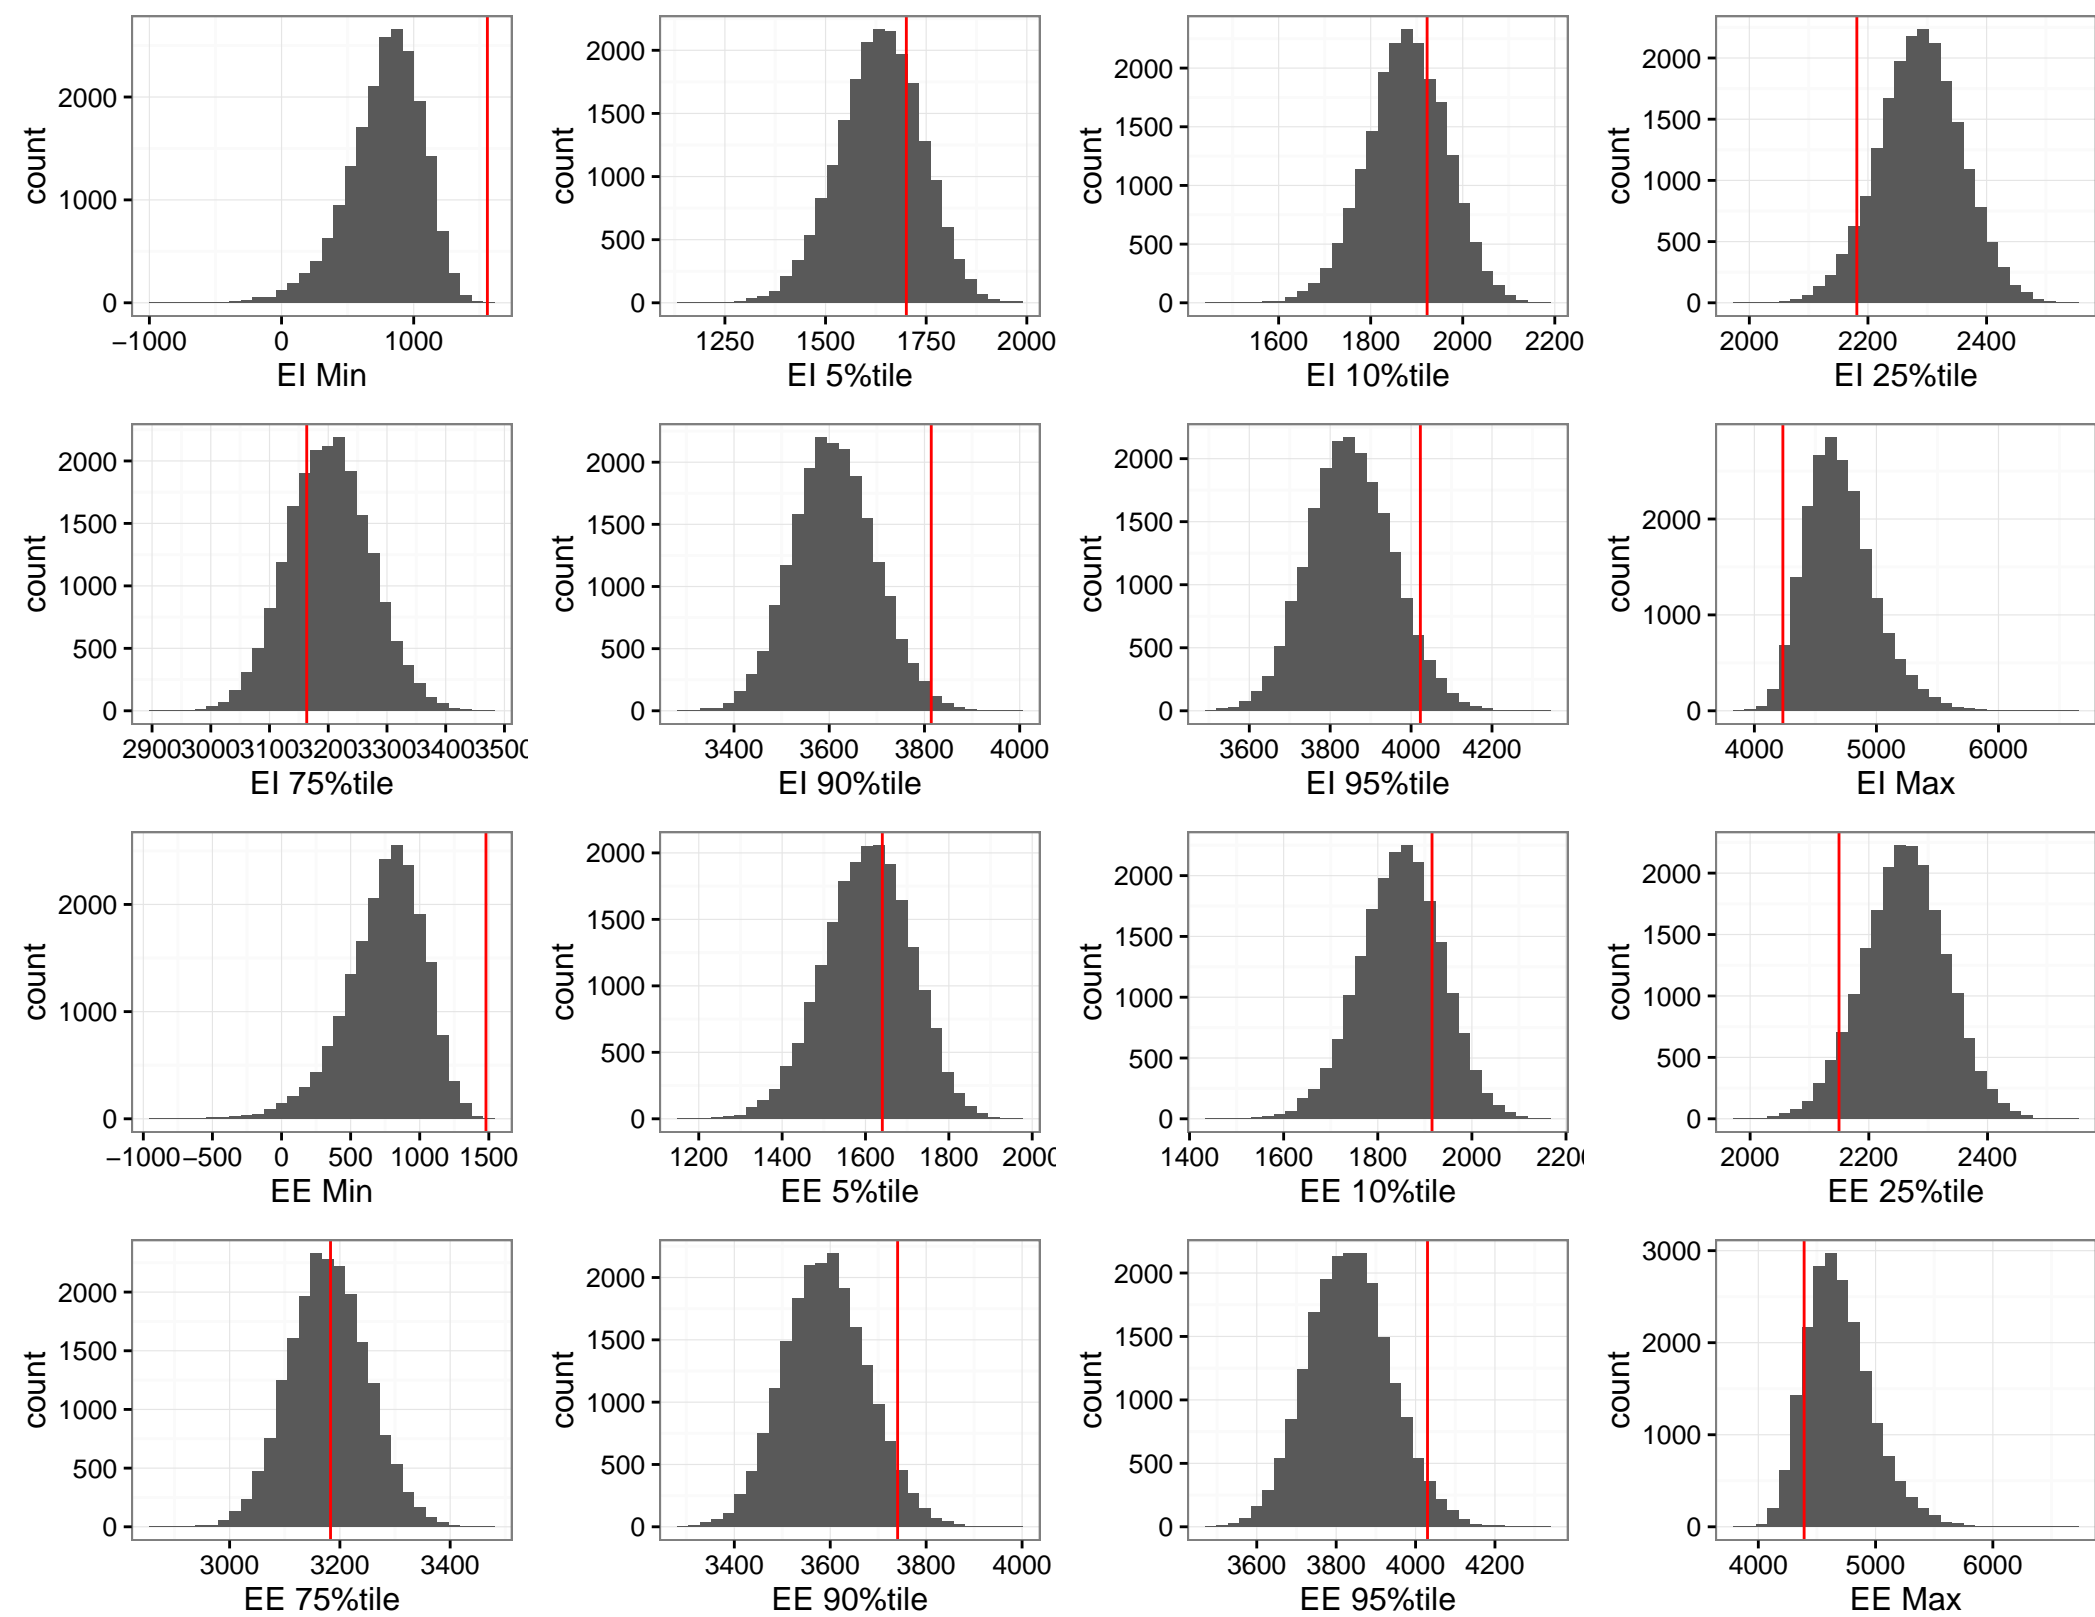 count
2000
1000
0
−1000 0 1000
EI Min
count
2000
1500
1000
500
0
1250 1500 1750 2000
EI 5%tile
count
2000
1500
1000
500
0
1600 1800 2000 2200
EI 10%tile
count
2000
1500
1000
500
0
2000 2200 2400
EI 25%tile
count
2000
1500
1000
500
0
2900 3000 3100 3200 3300 3400 3500
EI 75%tile
count
2000
1500
1000
500
0
3400 3600 3800 4000
EI 90%tile
count
2000
1500
1000
500
0
3600 3800 4000 4200
EI 95%tile
count
2000
1000
0
4000 5000 6000
EI Max
count
2000
1000
0
−1000 −500 0 500 1000 1500
EE Min
count
2000
1500
1000
500
0
1200 1400 1600 1800 2000
EE 5%tile
count
2000
1500
1000
500
0
1400 1600 1800 2000 2200
EE 10%tile
count
2000
1500
1000
500
0
2000 2200 2400
EE 25%tile
count
2000
1500
1000
500
0
3000 3200 3400
EE 75%tile
count
2000
1500
1000
500
0
3400 3600 3800 4000
EE 90%tile
count
2000
1500
1000
500
0
3600 3800 4000 4200
EE 95%tile
count
3000
2000
1000
0
4000 5000 6000
EE Max